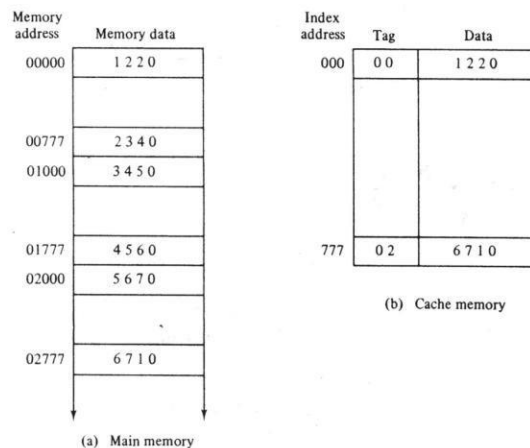 Memory address
Memory data
00000 1 2 2 0
00777 2 3 4 0
01000 3 4 5 0
01777 4 5 6 0
02000 5 6 7 0
02777 6 7 1 0
(a) Main memory
Index address
Tag Data
000 0 0 1 2 2 0
777 0 2 6 7 1 0
(b) Cache memory